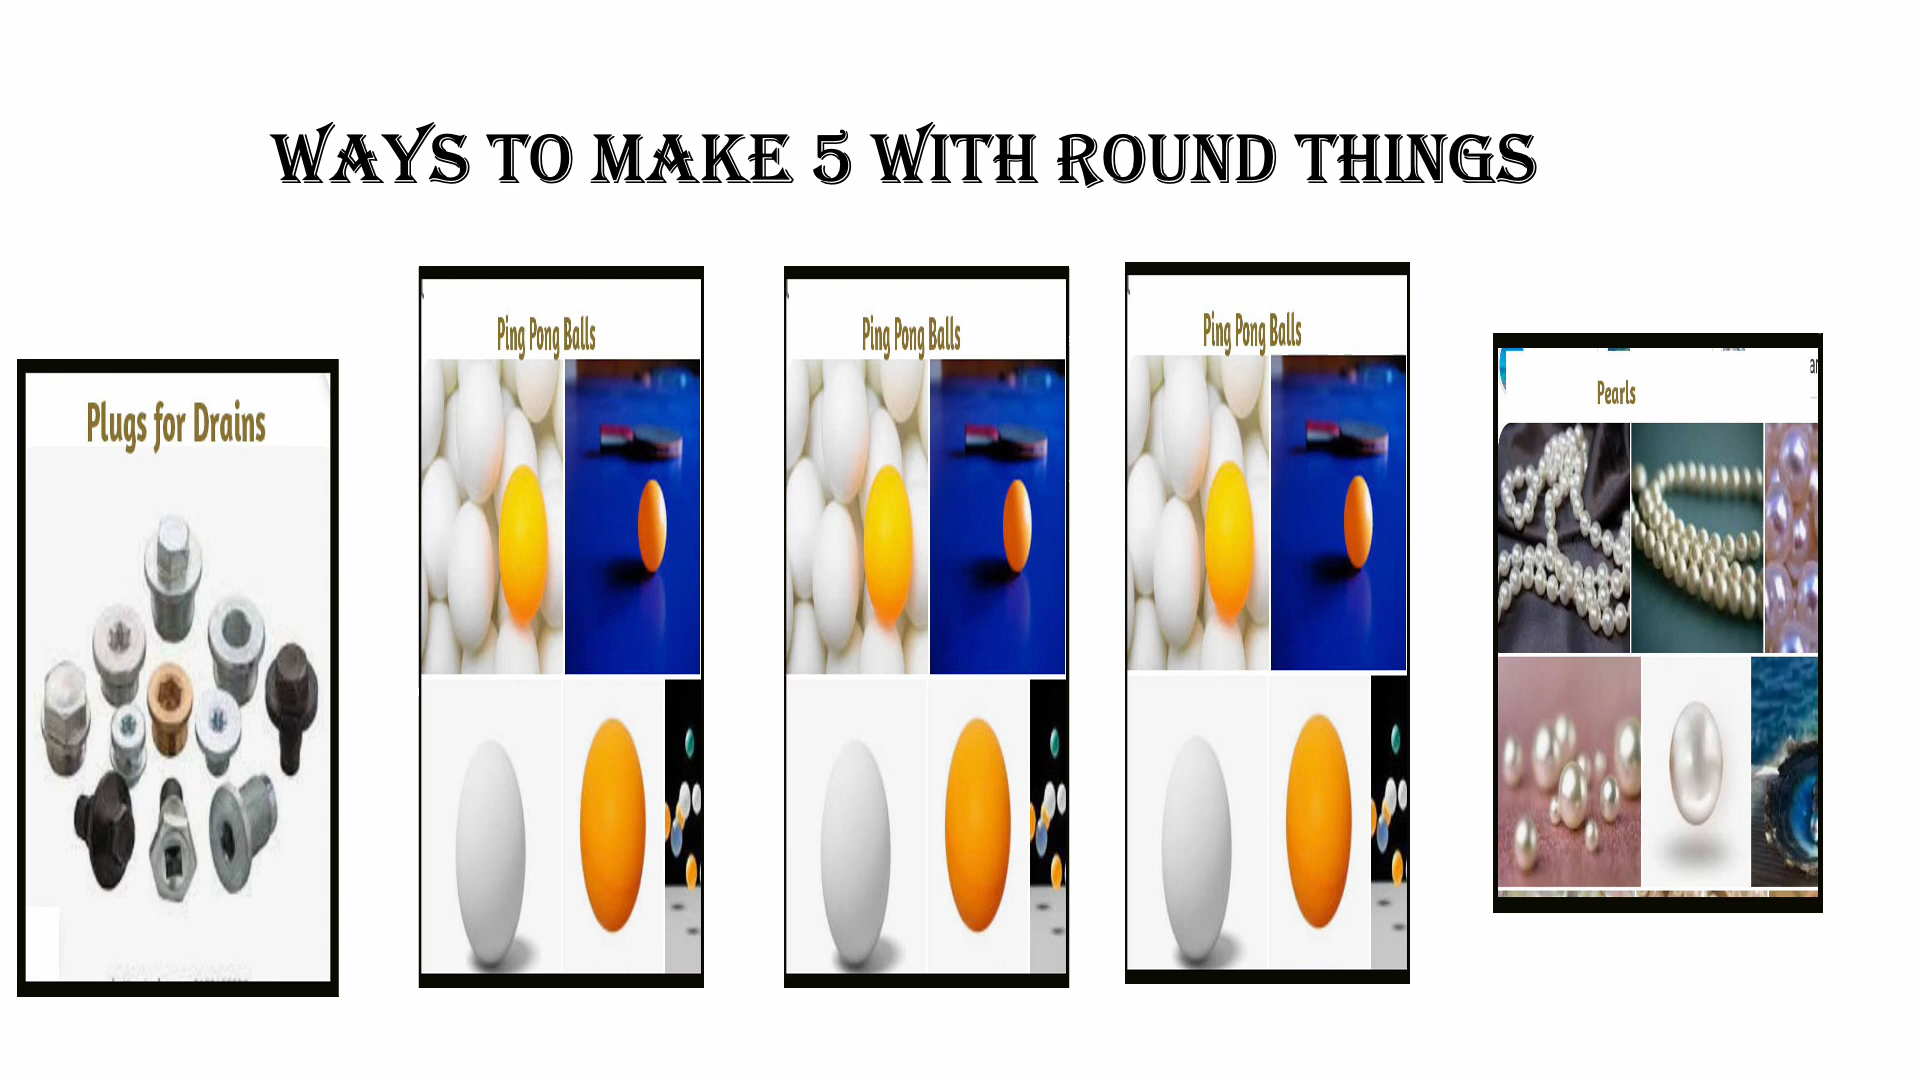 WAYS TO MAKE 5 WITH ROUND THINGS
Plugs for Drains
Ping Pong Balls
Ping Pong Balls
Ping Pong Balls
Pearls